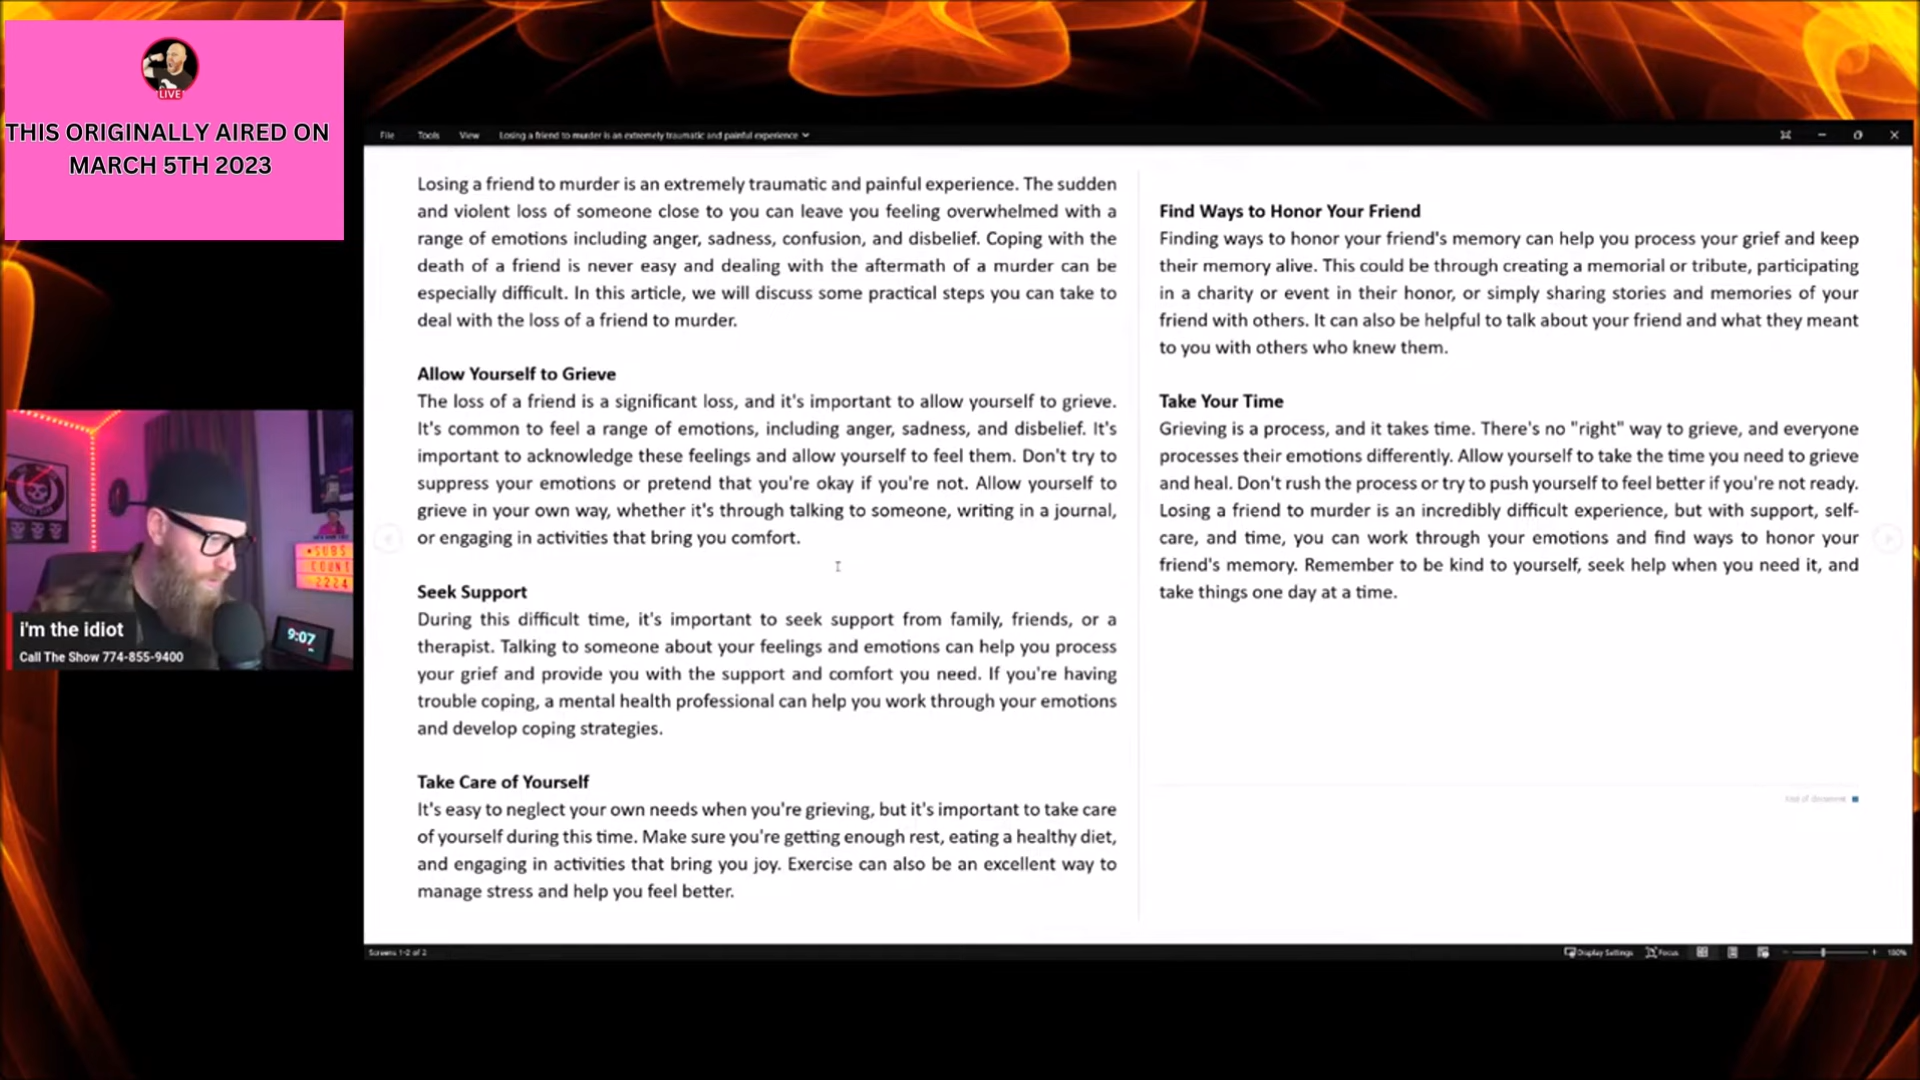 LIVE
THIS ORIGINALLY AIRED ON
MARCH 5TH 2023
File Tools View Losing a friend to murder is an extremely traumatic and painful experience
Losing a friend to murder is an extremely traumatic and painful experience. The sudden
and violent loss of someone close to you can leave you feeling overwhelmed with a
range of emotions including anger, sadness, confusion, and disbelief. Coping with the
death of a friend is never easy and dealing with the aftermath of a murder can be
especially difficult. In this article, we will discuss some practical steps you can take to
deal with the loss of a friend to murder.
Allow Yourself to Grieve
The loss of a friend is a significant loss, and it's important to allow yourself to grieve.
It's common to feel a range of emotions, including anger, sadness, and disbelief. It's
important to acknowledge these feelings and allow yourself to feel them. Don't try to
suppress your emotions or pretend that you're okay if you're not. Allow yourself to
grieve in your own way, whether it's through talking to someone, writing in a journal,
or engaging in activities that bring you comfort.
Seek Support
During this difficult time, it's important to seek support from family, friends, or a
therapist. Talking to someone about your feelings and emotions can help you process
your grief and provide you with the support and comfort you need. If you're having
trouble coping, a mental health professional can help you work through your emotions
and develop coping strategies.
Take Care of Yourself
It's easy to neglect your own needs when you're grieving, but it's important to take care
of yourself during this time. Make sure you're getting enough rest, eating a healthy diet,
and engaging in activities that bring you joy. Exercise can also be an excellent way to
manage stress and help you feel better.
Find Ways to Honor Your Friend
Finding ways to honor your friend's memory can help you process your grief and keep
their memory alive. This could be through creating a memorial or tribute, participating
in a charity or event in their honor, or simply sharing stories and memories of your
friend with others. It can also be helpful to talk about your friend and what they meant
to you with others who knew them.
Take Your Time
Grieving is a process, and it takes time. There's no "right" way to grieve, and everyone
processes their emotions differently. Allow yourself to take the time you need to grieve
and heal. Don't rush the process or try to push yourself to feel better if you're not ready.
Losing a friend to murder is an incredibly difficult experience, but with support, self-
care, and time, you can work through your emotions and find ways to honor your
friend's memory. Remember to be kind to yourself, seek help when you need it, and
take things one day at a time.
End of document
SUBS
COUNT
2224
9:07
i'm the idiot
Call The Show 774-855-9400
Screens 1-2 of 2
Display Settings Focus 100%